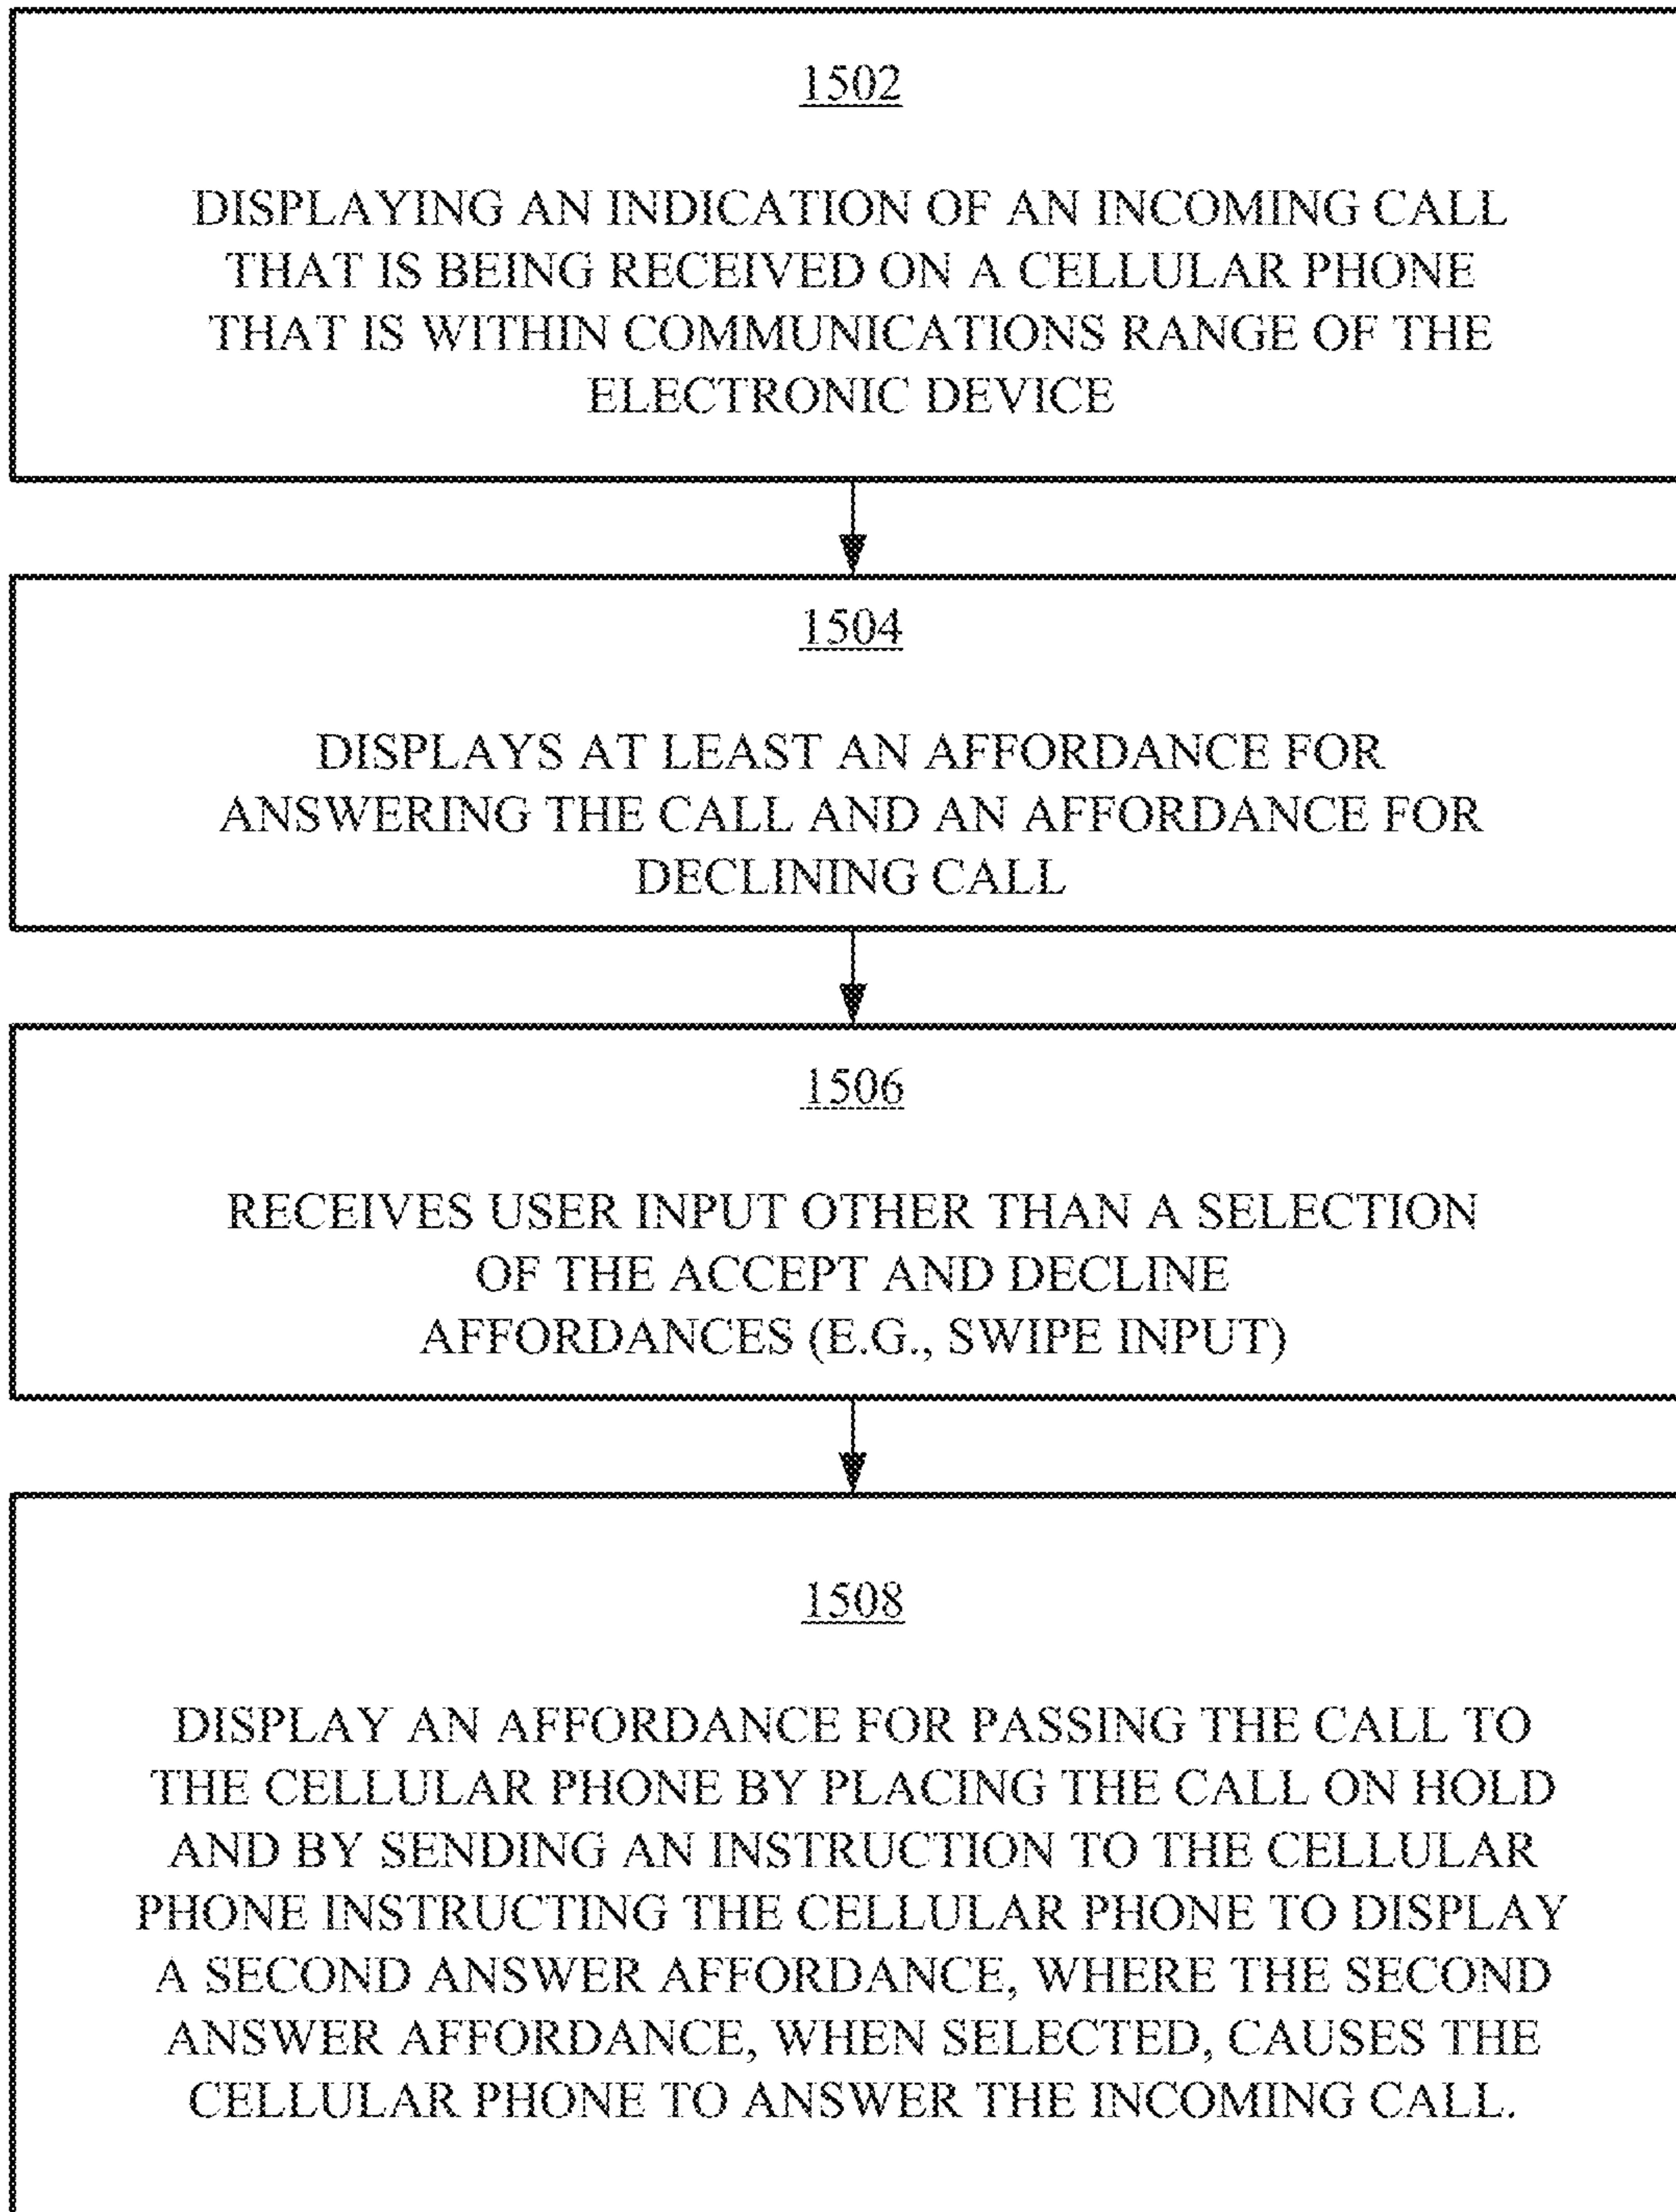 1502
DISPLAYING AN INDICATION OF AN INCOMING CALL
THAT IS BEING RECEIVED ON A CELLULAR PHONE
THAT IS WITHIN COMMUNICATIONS RANGE OF THE
ELECTRONIC DEVICE
1504
DISPLAYS AT LEAST AN AFFORDANCE FOR
ANSWERING THE CALL AND AN AFFORDANCE FOR
DECLINING CALL
1506
RECEIVES USER INPUT OTHER THAN A SELECTION
OF THE ACCEPT AND DECLINE
AFFORDANCES (E.G., SWIPE INPUT)
1508
DISPLAY AN AFFORDANCE FOR PASSING THE CALL TO
THE CELLULAR PHONE BY PLACING THE CALL ON HOLD
AND BY SENDING AN INSTRUCTION TO THE CELLULAR
PHONE INSTRUCTING THE CELLULAR PHONE TO DISPLAY
A SECOND ANSWER AFFORDANCE, WHERE THE SECOND
ANSWER AFFORDANCE, WHEN SELECTED, CAUSES THE
CELLULAR PHONE TO ANSWER THE INCOMING CALL.